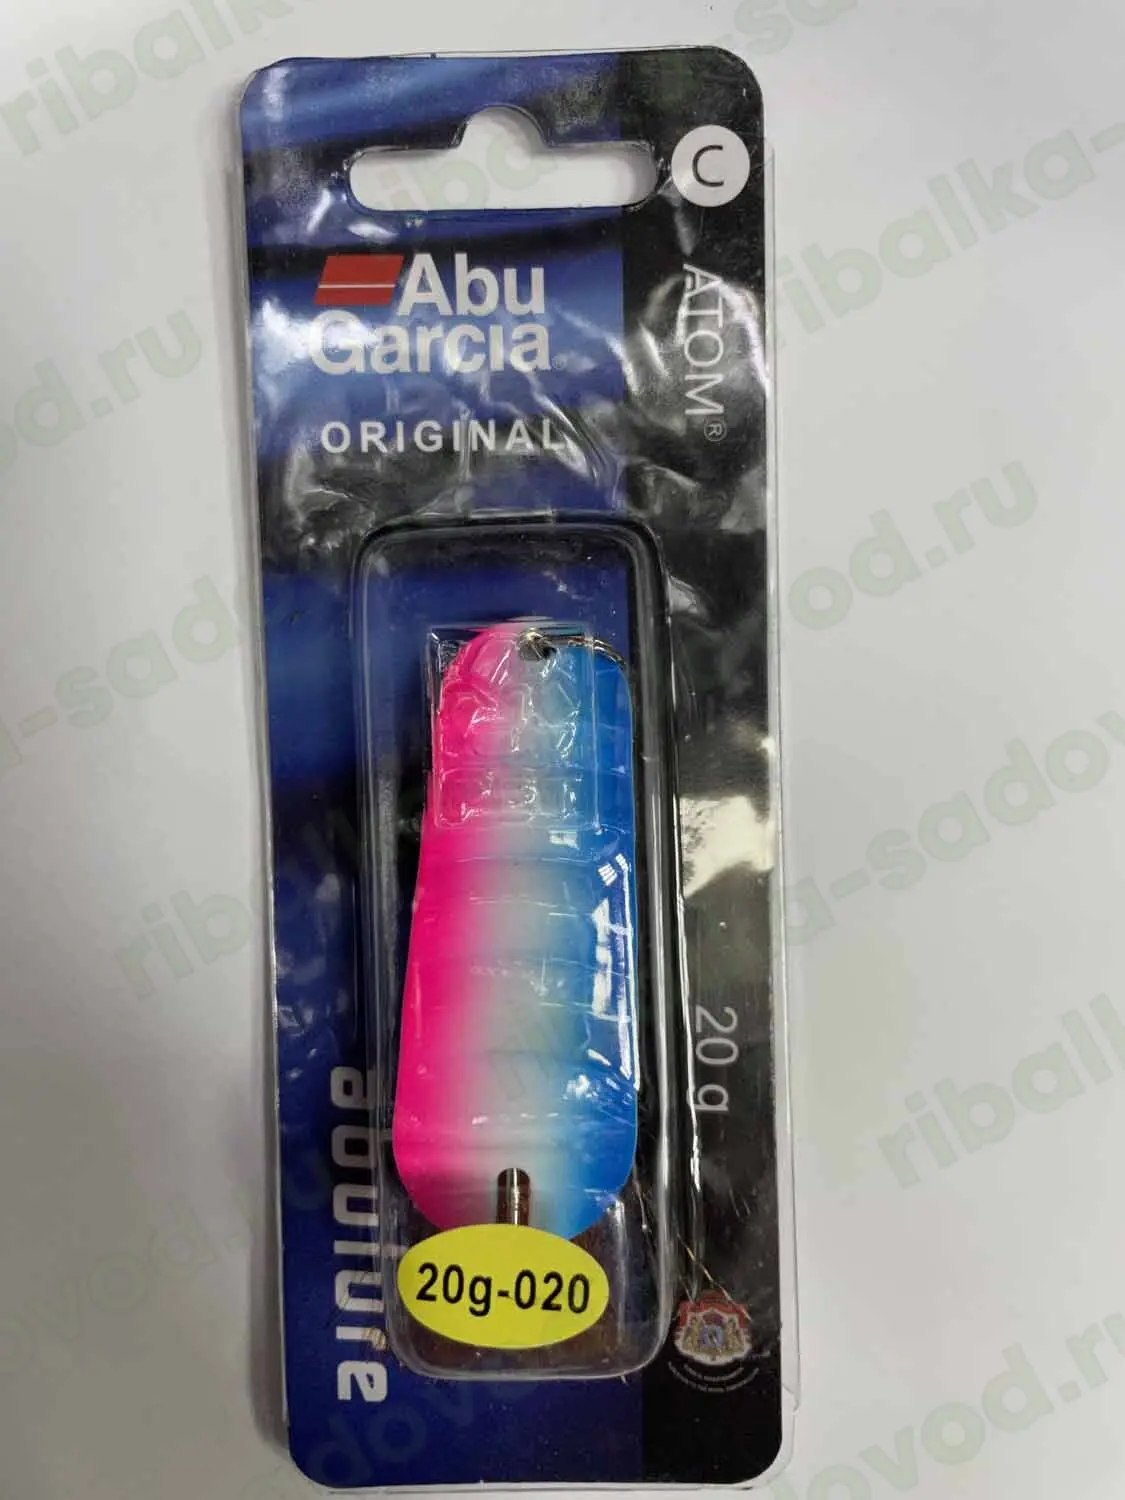 C
Abu
Garcia®
ORIGINAL
ATOM®
20 g
abulure
20g-020
ribalka-sadovod.ru